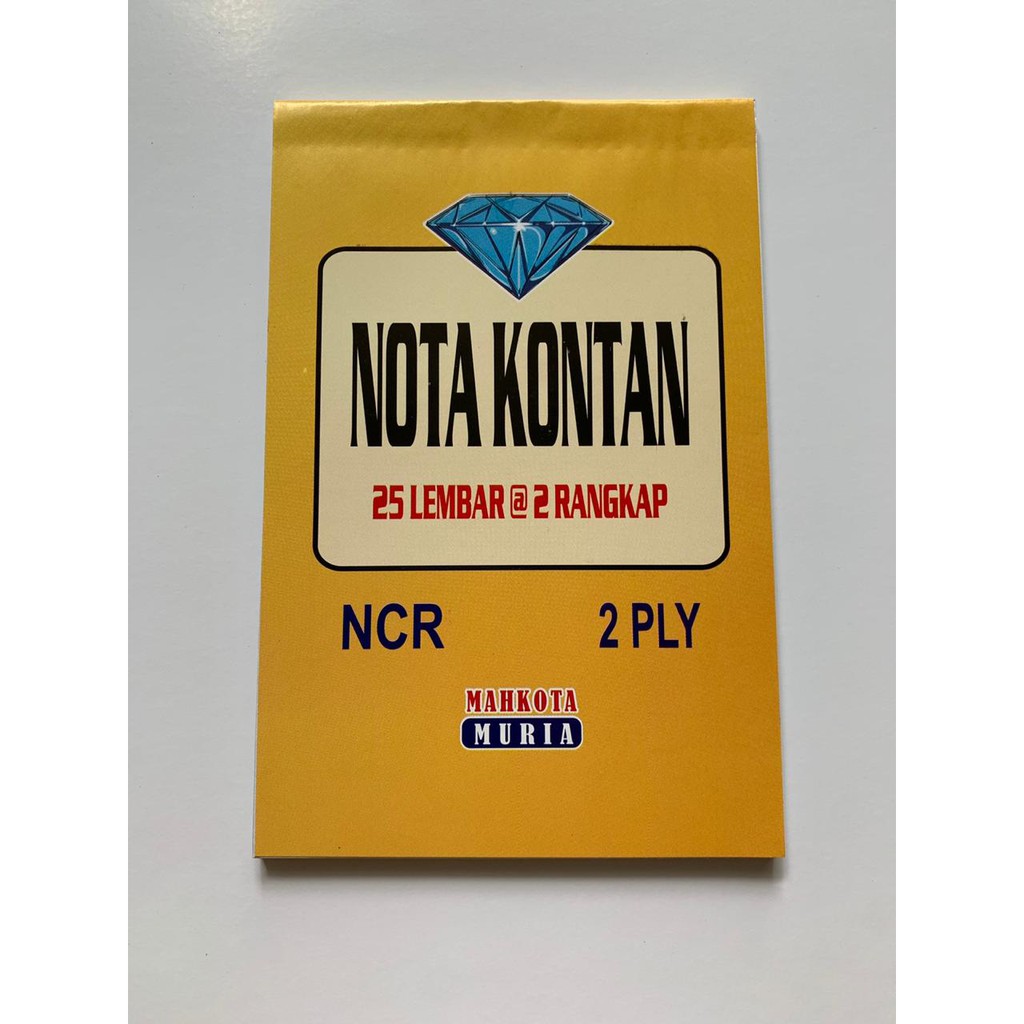 NOTA KONTAN
25 LEMBAR @ 2 RANGKAP
NCR 2 PLY
MAHKOTA
MURIA